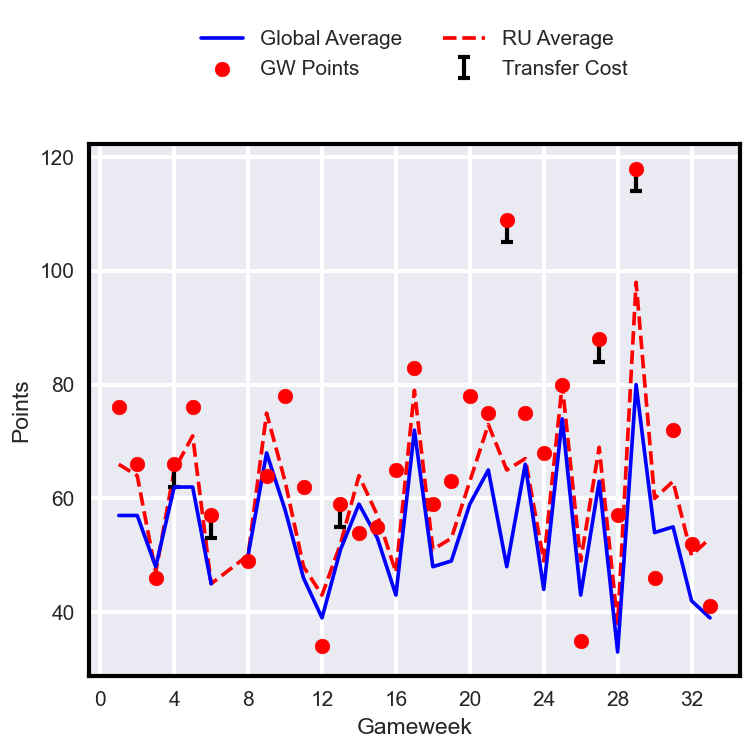 Global Average RU Average
GW Points Transfer Cost
120
100
80
60
40
Points
0 4 8 12 16 20 24 28 32
Gameweek